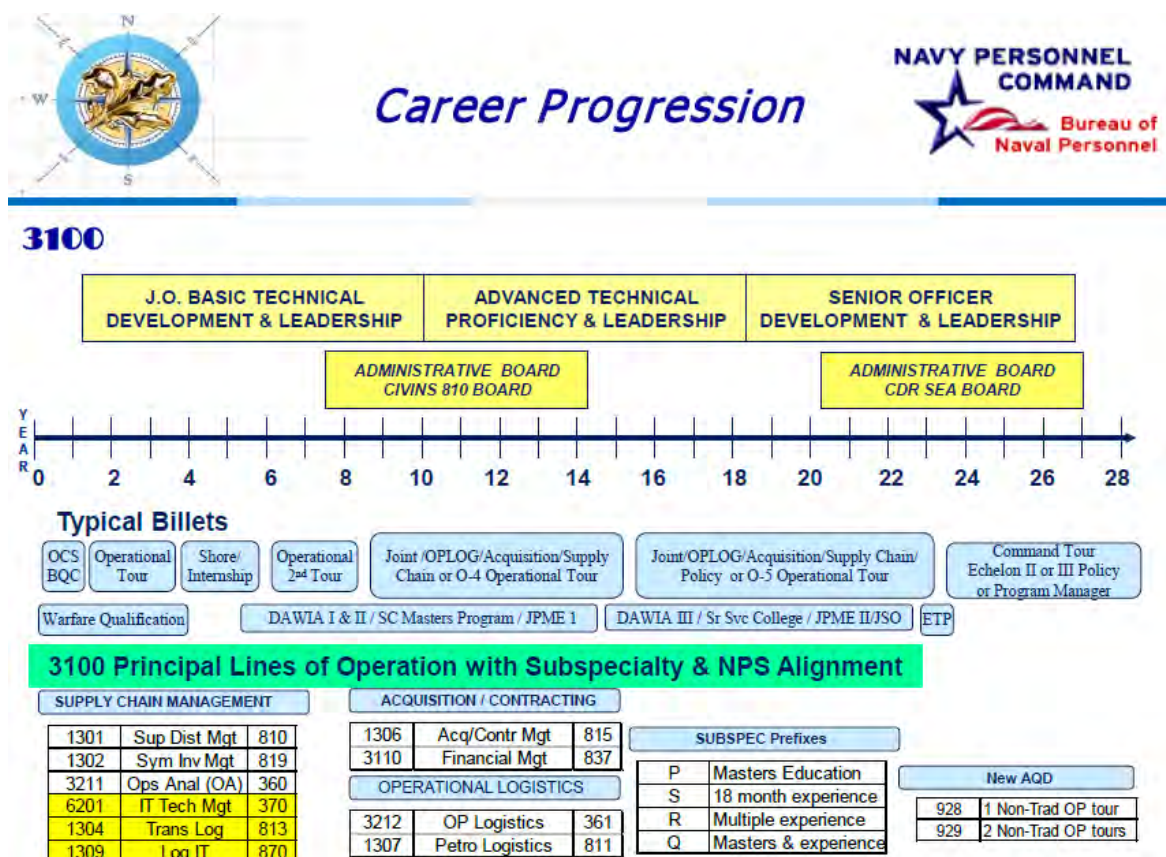 N
W
S
Career Progression
NAVY PERSONNEL
COMMAND
Bureau of
Naval Personnel
3100
J.O. BASIC TECHNICAL
DEVELOPMENT & LEADERSHIP
ADVANCED TECHNICAL
PROFICIENCY & LEADERSHIP
SENIOR OFFICER
DEVELOPMENT & LEADERSHIP
ADMINISTRATIVE BOARD
CIVINS 810 BOARD
ADMINISTRATIVE BOARD
CDR SEA BOARD
YEAR
0 2 4 6 8 10 12 14 16 18 20 22 24 26 28
Typical Billets
OCS
BQC
Operational
Tour
Shore/
Internship
Operational
2nd Tour
Joint /OPLOG/Acquisition/Supply
Chain or O-4 Operational Tour
Joint/OPLOG/Acquisition/Supply Chain/
Policy or O-5 Operational Tour
Command Tour
Echelon II or III Policy
or Program Manager
Warfare Qualification
DAWIA I & II / SC Masters Program / JPME 1
DAWIA III / Sr Svc College / JPME II/JSO
ETP
3100 Principal Lines of Operation with Subspecialty & NPS Alignment
SUPPLY CHAIN MANAGEMENT
1301 Sup Dist Mgt 810
1302 Sym Inv Mgt 819
3211 Ops Anal (OA) 360
6201 IT Tech Mgt 370
1304 Trans Log 813
1309 Log IT 870
ACQUISITION / CONTRACTING
1306 Acq/Contr Mgt 815
3110 Financial Mgt 837
OPERATIONAL LOGISTICS
3212 OP Logistics 361
1307 Petro Logistics 811
SUBSPEC Prefixes
P Masters Education
S 18 month experience
R Multiple experience
Q Masters & experience
New AQD
928 1 Non-Trad OP tour
929 2 Non-Trad OP tours